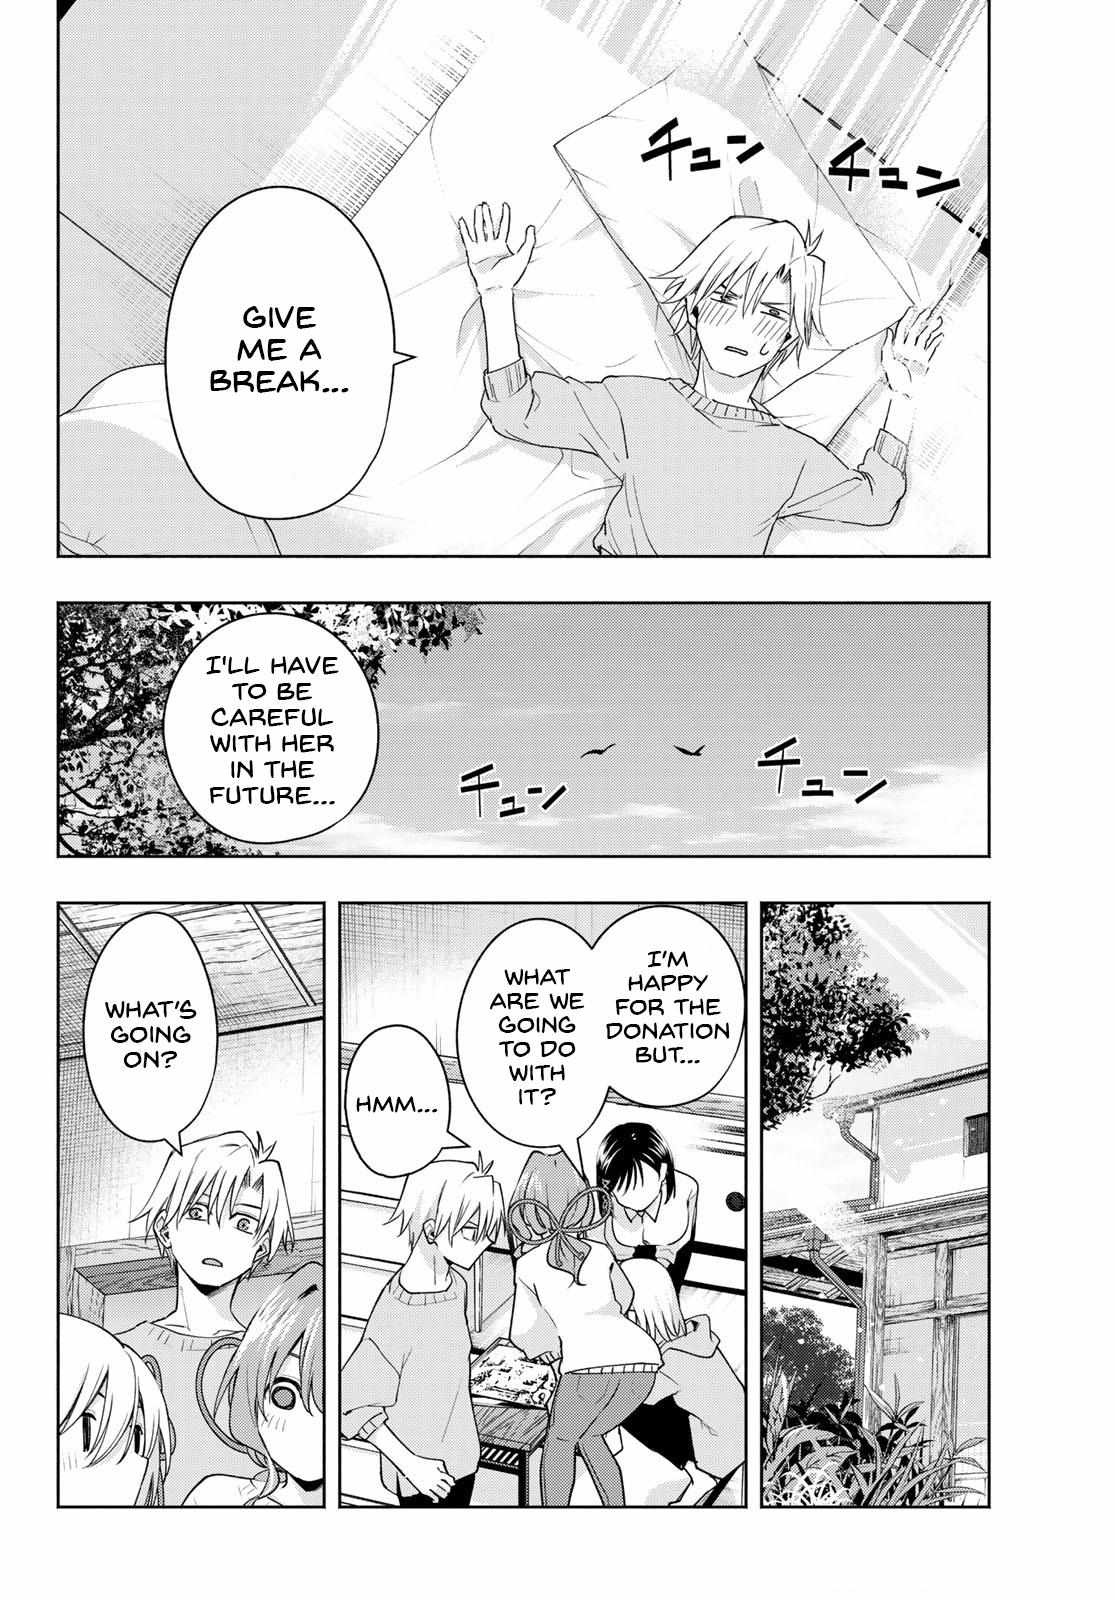 チュン
チュン
GIVE
ME A
BREAK...
I'LL HAVE
TO BE
CAREFUL
WITH HER
IN THE
FUTURE...
チュン
チュン
I'M
HAPPY
FOR THE
DONATION
BUT...
WHAT
ARE WE
GOING
TO DO
WITH
IT?
HMM...
WHAT'S
GOING
ON?